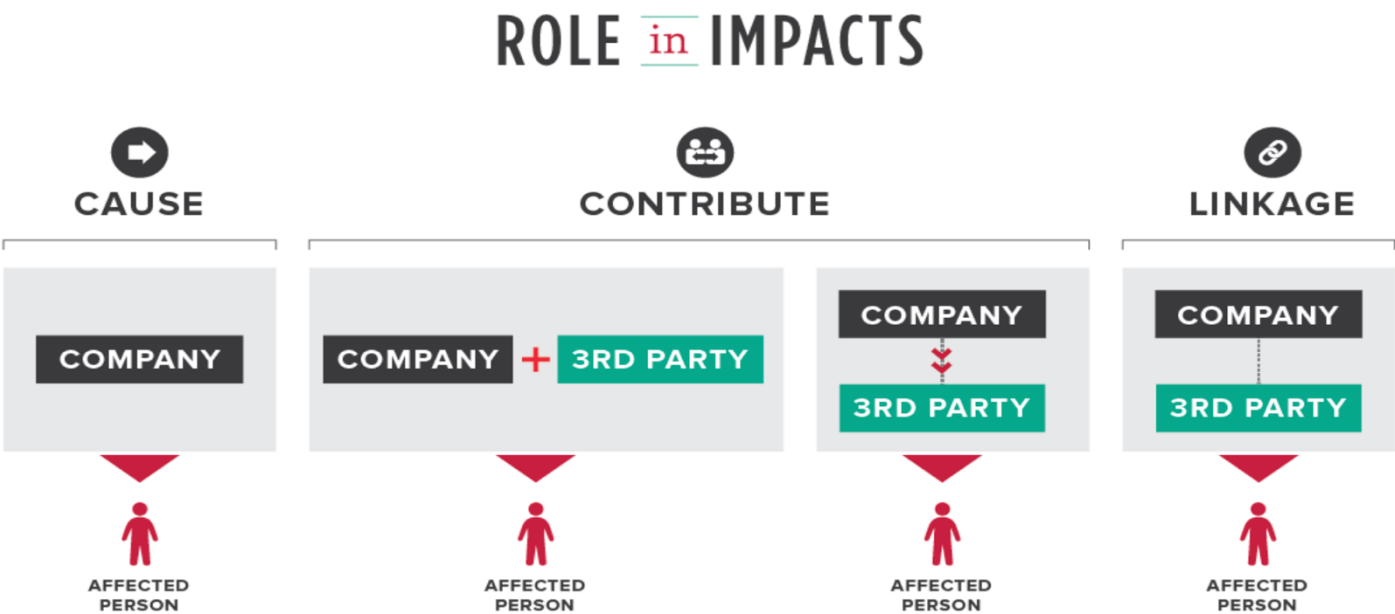 ROLE in IMPACTS
CAUSE
CONTRIBUTE
LINKAGE
COMPANY
COMPANY + 3RD PARTY
COMPANY
3RD PARTY
COMPANY
3RD PARTY
AFFECTED
PERSON
AFFECTED
PERSON
AFFECTED
PERSON
AFFECTED
PERSON